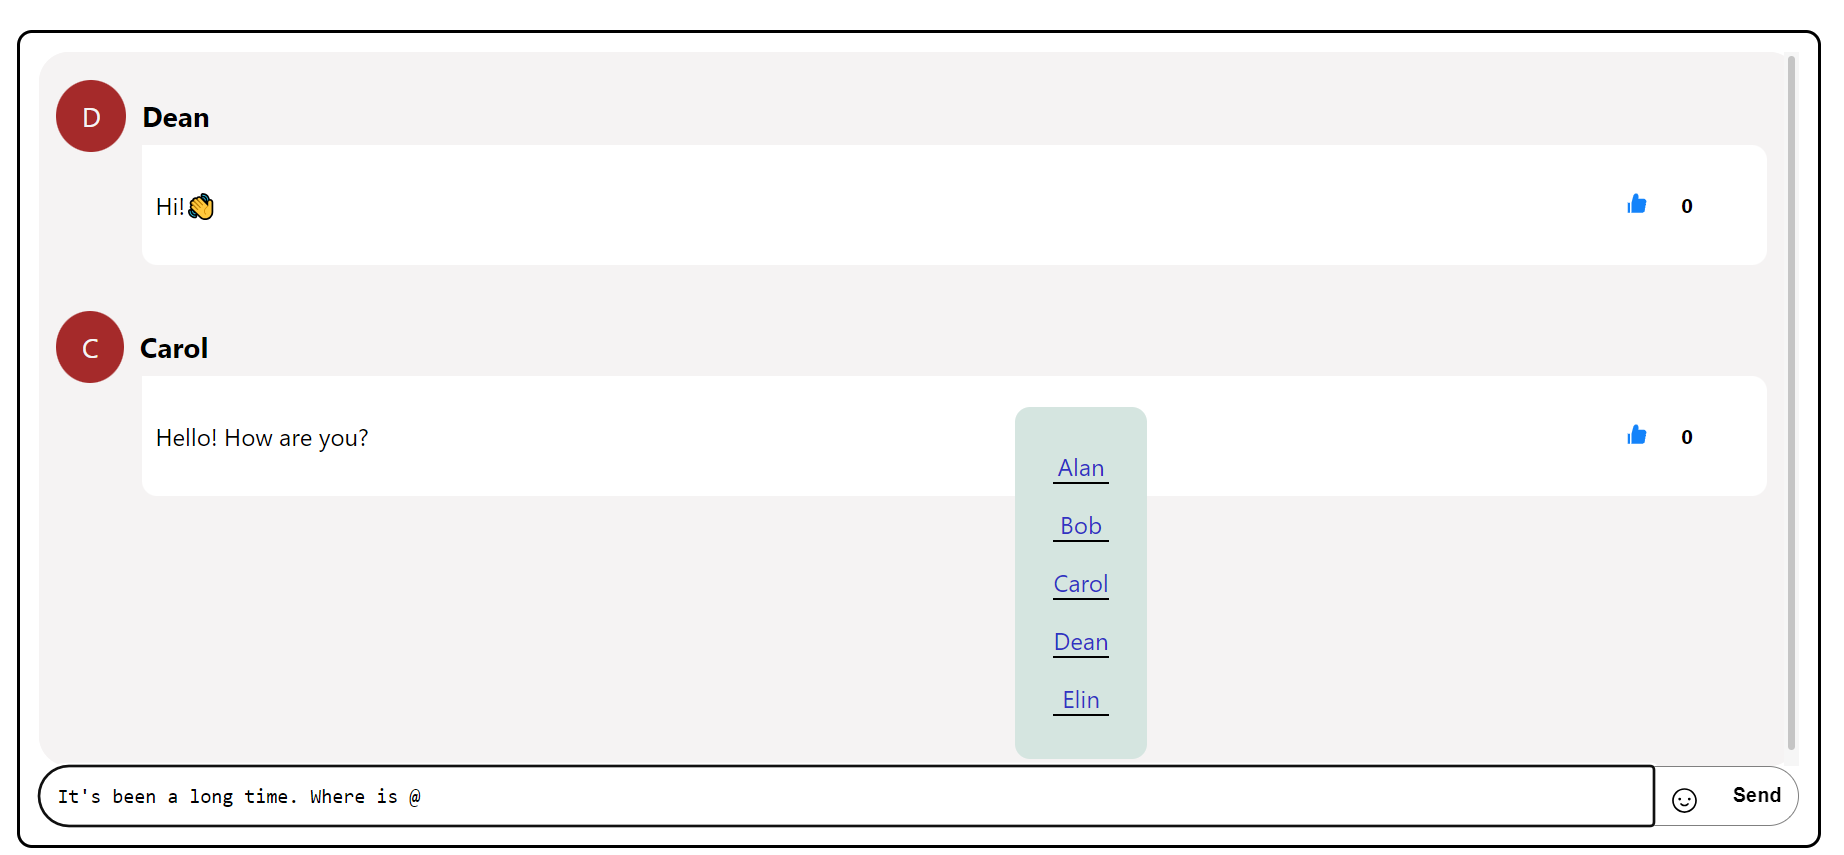 D
Dean
Hi!👋
0
C
Carol
Hello! How are you?
0
Alan
Bob
Carol
Dean
Elin
It's been a long time. Where is @
Send